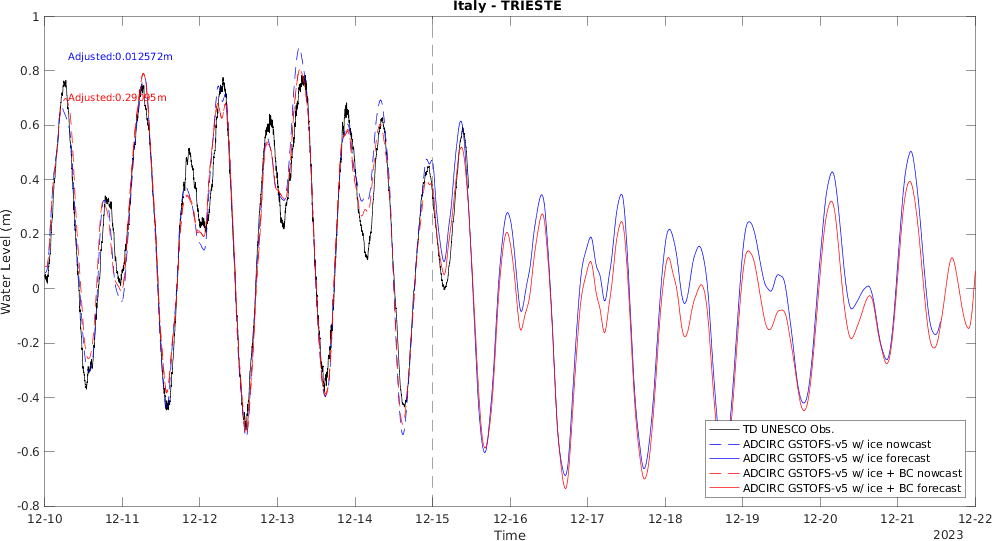 Italy - TRIESTE
1
0.8
0.6
0.4
0.2
0
-0.2
-0.4
-0.6
-0.8
Water Level (m)
Adjusted:0.012572m
TD UNESCO Obs.
ADCIRC GSTOFS-v5 w/ ice nowcast
ADCIRC GSTOFS-v5 w/ ice forecast
ADCIRC GSTOFS-v5 w/ ice + BC nowcast
ADCIRC GSTOFS-v5 w/ ice + BC forecast
12-10 12-11 12-12 12-13 12-14 12-15 12-16 12-17 12-18 12-19 12-20 12-21 12-22
Time
2023